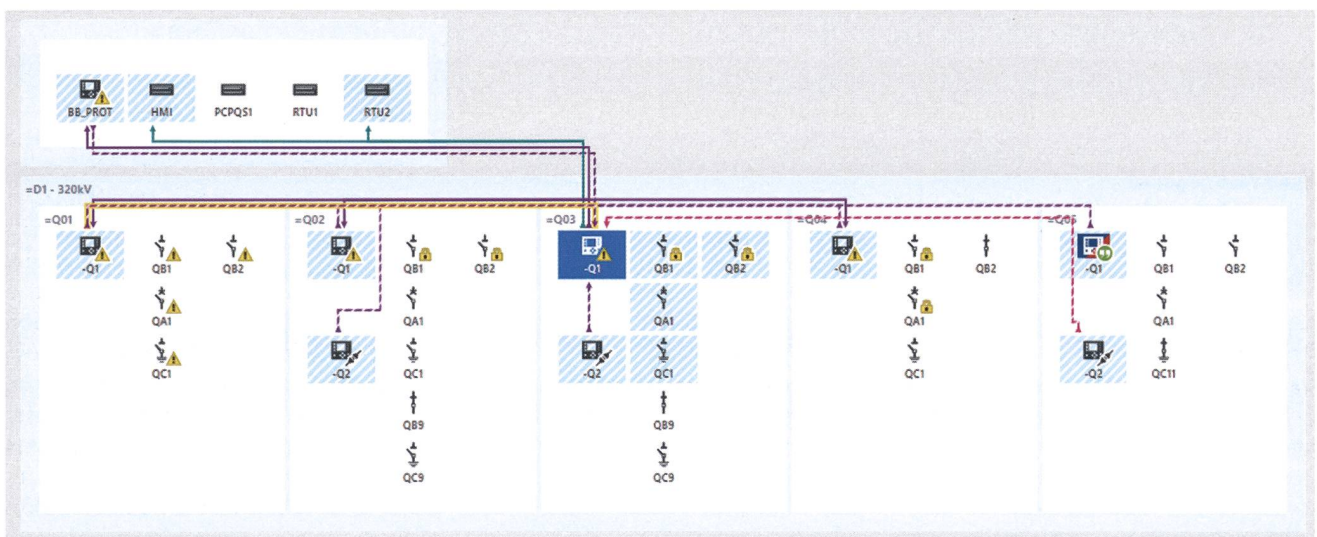 BB_PROT HMI PCPQS1 RTU1 RTU2
=D1 - 320kV
=Q01 =Q02 =Q03 =Q04 =Q05
-Q1 QB1 QB2 -Q1 QB1 QB2 -Q1 QB1 QB2 -Q1 QB1 QB2 -Q1 QB1 QB2
QA1 QA1 QA1 QA1 QA1
QC1 -Q2 QC1 -Q2 QC1 QC1 -Q2 QC11
QB9 QB9
QC9 QC9